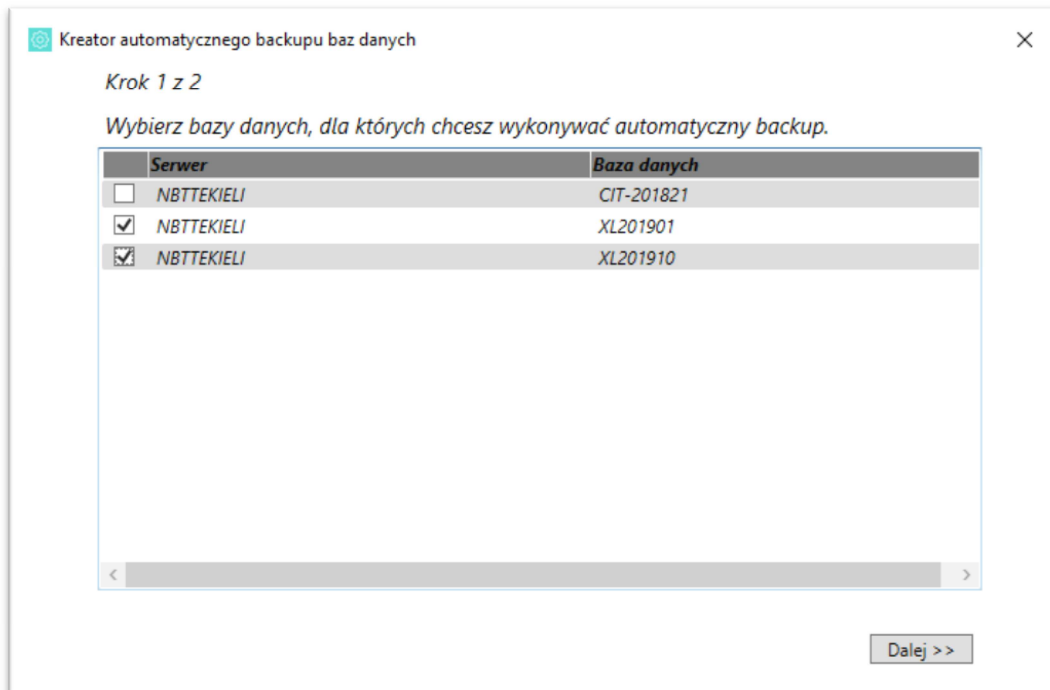 Kreator automatycznego backupu baz danych
Krok 1 z 2
Wybierz bazy danych, dla których chcesz wykonywać automatyczny backup.
Serwer Baza danych
NBTTEKIELI CIT-201821
NBTTEKIELI XL201901
NBTTEKIELI XL201910
Dalej >>